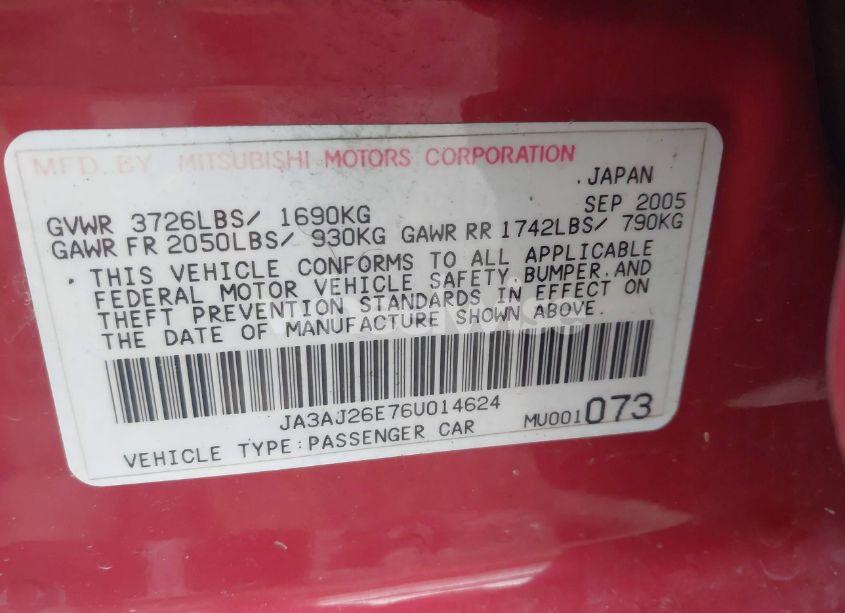 MFD. BY MITSUBISHI MOTORS CORPORATION
.JAPAN
GVWR 3726LBS/ 1690KG SEP 2005
GAWR FR 2050LBS/ 930KG GAWR RR 1742LBS/ 790KG
· THIS VEHICLE CONFORMS TO ALL APPLICABLE
FEDERAL MOTOR VEHICLE SAFETY,BUMPER,AND
THEFT PREVENTION STANDARDS IN EFFECT ON
THE DATE OF MANUFACTURE SHOWN ABOVE.
JA3AJ26E76U014624
MU001073
VEHICLE TYPE:PASSENGER CAR